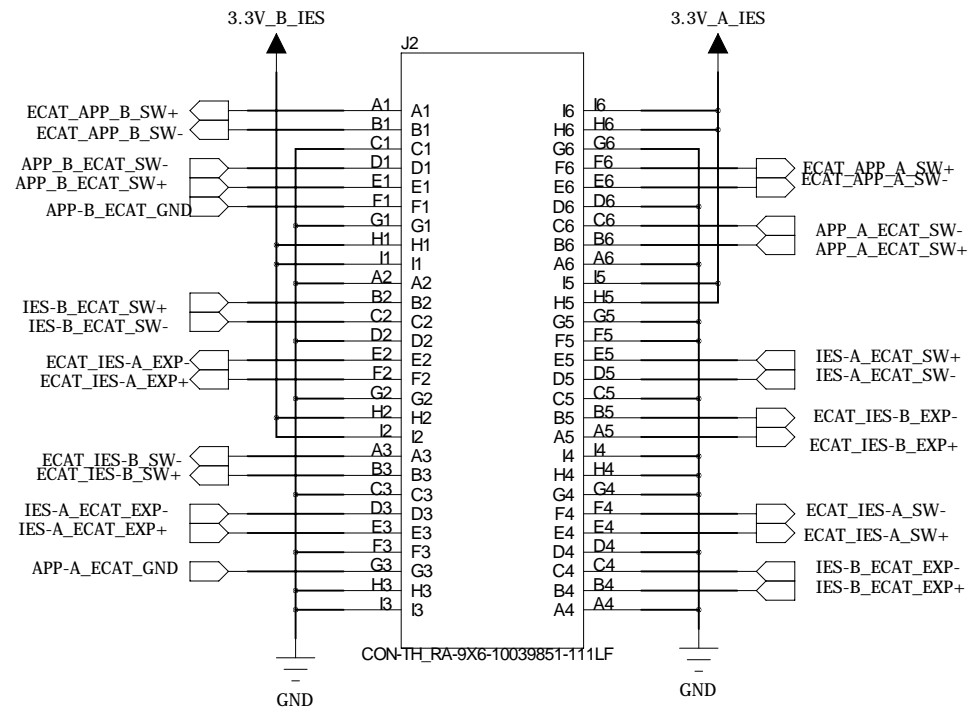 3.3V_B_IES
3.3V_A_IES
J2
ECAT_APP_B_SW+ A1 A1 I6 I6
ECAT_APP_B_SW- B1 B1 H6 H6
C1 C1 G6 G6
APP_B_ECAT_SW- D1 D1 F6 F6 ECAT_APP_A_SW+
APP_B_ECAT_SW+ E1 E1 E6 E6 ECAT_APP_A_SW-
APP-B_ECAT_GND F1 F1 D6 D6
G1 G1 C6 C6 APP_A_ECAT_SW-
H1 H1 B6 B6 APP_A_ECAT_SW+
I1 I1 A6 A6
A2 A2 I5 I5
IES-B_ECAT_SW+ B2 B2 H5 H5
IES-B_ECAT_SW- C2 C2 G5 G5
D2 D2 F5 F5
ECAT_IES-A_EXP- E2 E2 E5 E5 IES-A_ECAT_SW+
ECAT_IES-A_EXP+ F2 F2 D5 D5 IES-A_ECAT_SW-
G2 G2 C5 C5
H2 H2 B5 B5 ECAT_IES-B_EXP-
I2 I2 A5 A5 ECAT_IES-B_EXP+
ECAT_IES-B_SW- A3 A3 I4 I4
ECAT_IES-B_SW+ B3 B3 H4 H4
C3 C3 G4 G4
IES-A_ECAT_EXP- D3 D3 F4 F4 ECAT_IES-A_SW-
IES-A_ECAT_EXP+ E3 E3 E4 E4 ECAT_IES-A_SW+
F3 F3 D4 D4
APP-A_ECAT_GND G3 G3 C4 C4 IES-B_ECAT_EXP-
H3 H3 B4 B4 IES-B_ECAT_EXP+
I3 I3 A4 A4
CON-TH_RA-9X6-10039851-111LF
GND
GND